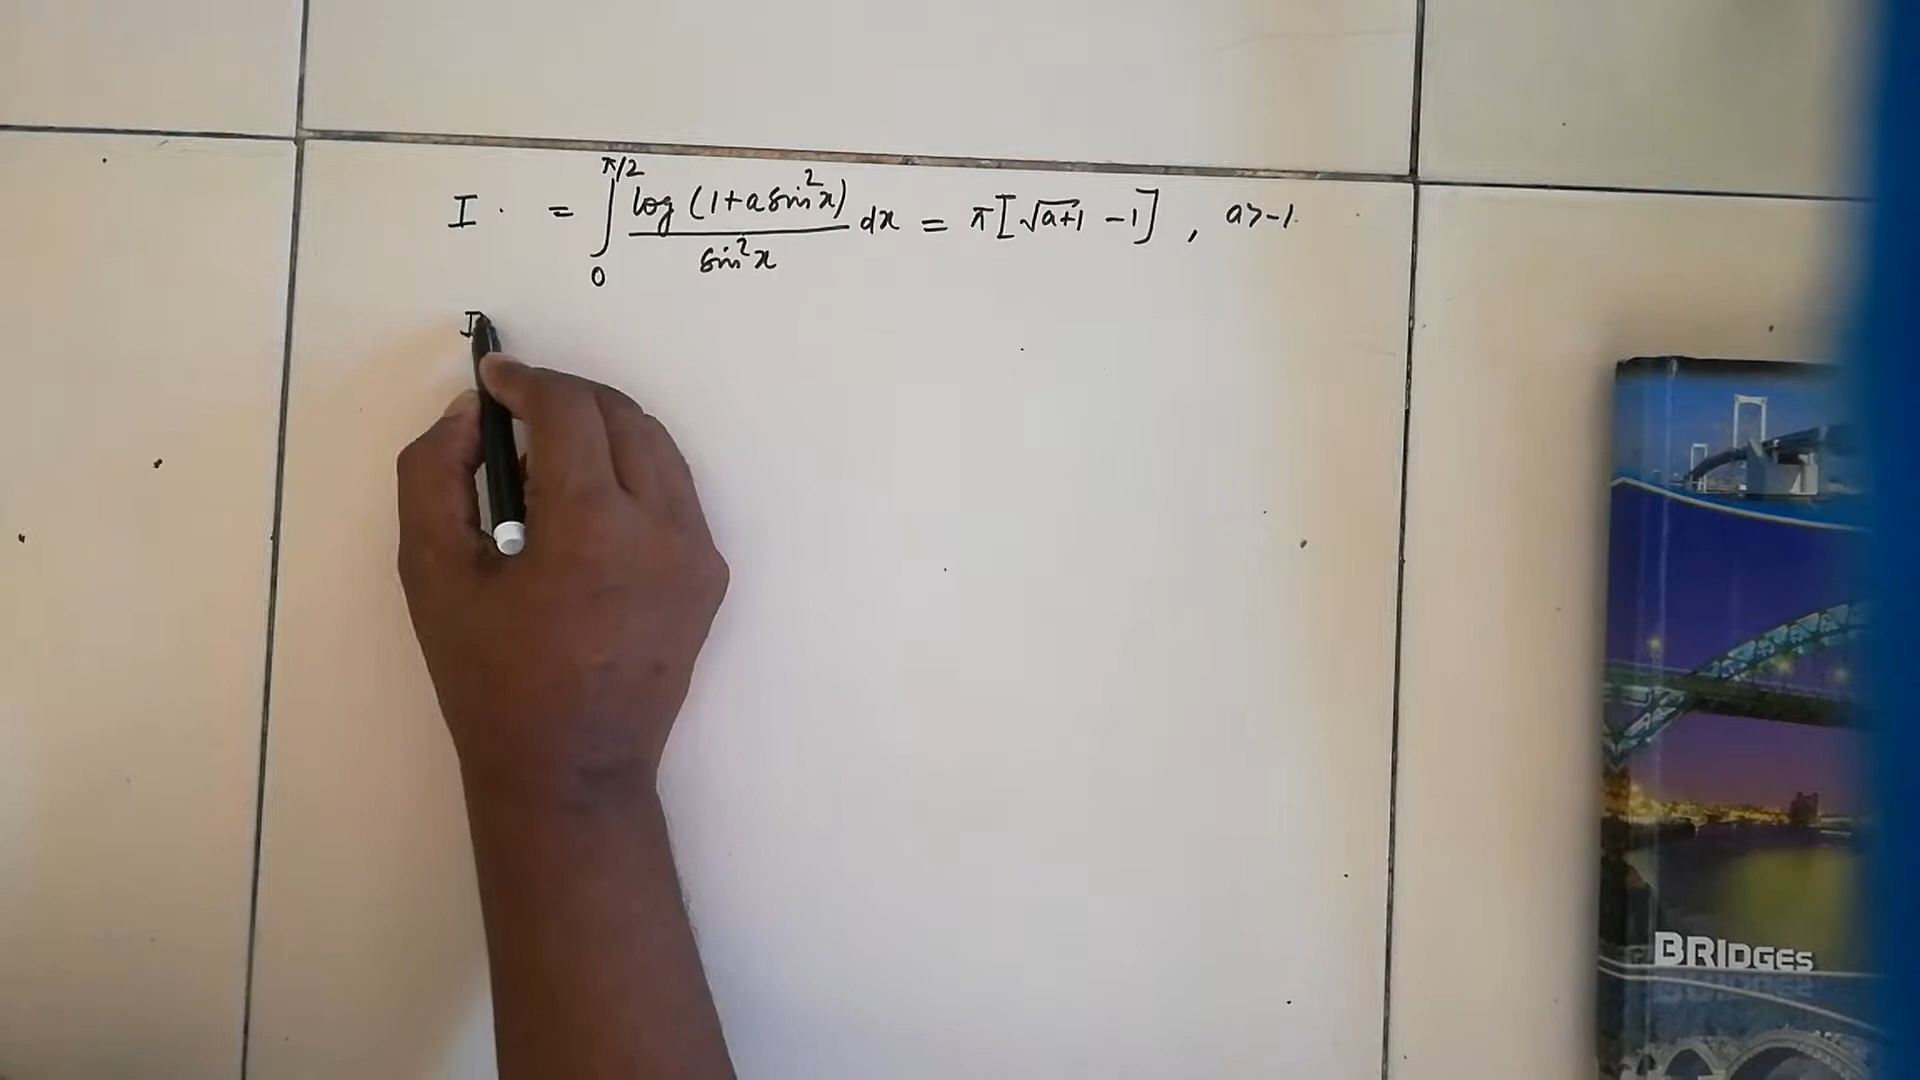 I = ∫₀^{π/2} log (1+a sin²x) / sin²x dx = π[√(a+1) -1] , a>-1.
I
BRIDGES